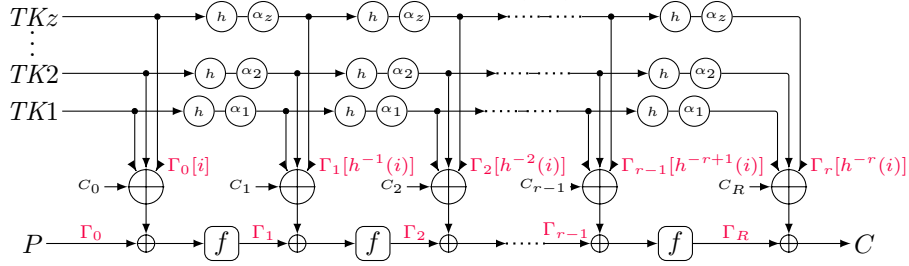 TKz h α_z h α_z h α_z
TK2 h α_2 h α_2 h α_2
TK1 h α_1 h α_1 h α_1
Γ_0[i] Γ_1[h^{-1}(i)] Γ_2[h^{-2}(i)] Γ_{r-1}[h^{-r+1}(i)] Γ_r[h^{-r}(i)]
C_0 C_1 C_2 C_{r-1} C_R
P Γ_0 f Γ_1 f Γ_2 Γ_{r-1} f Γ_R C